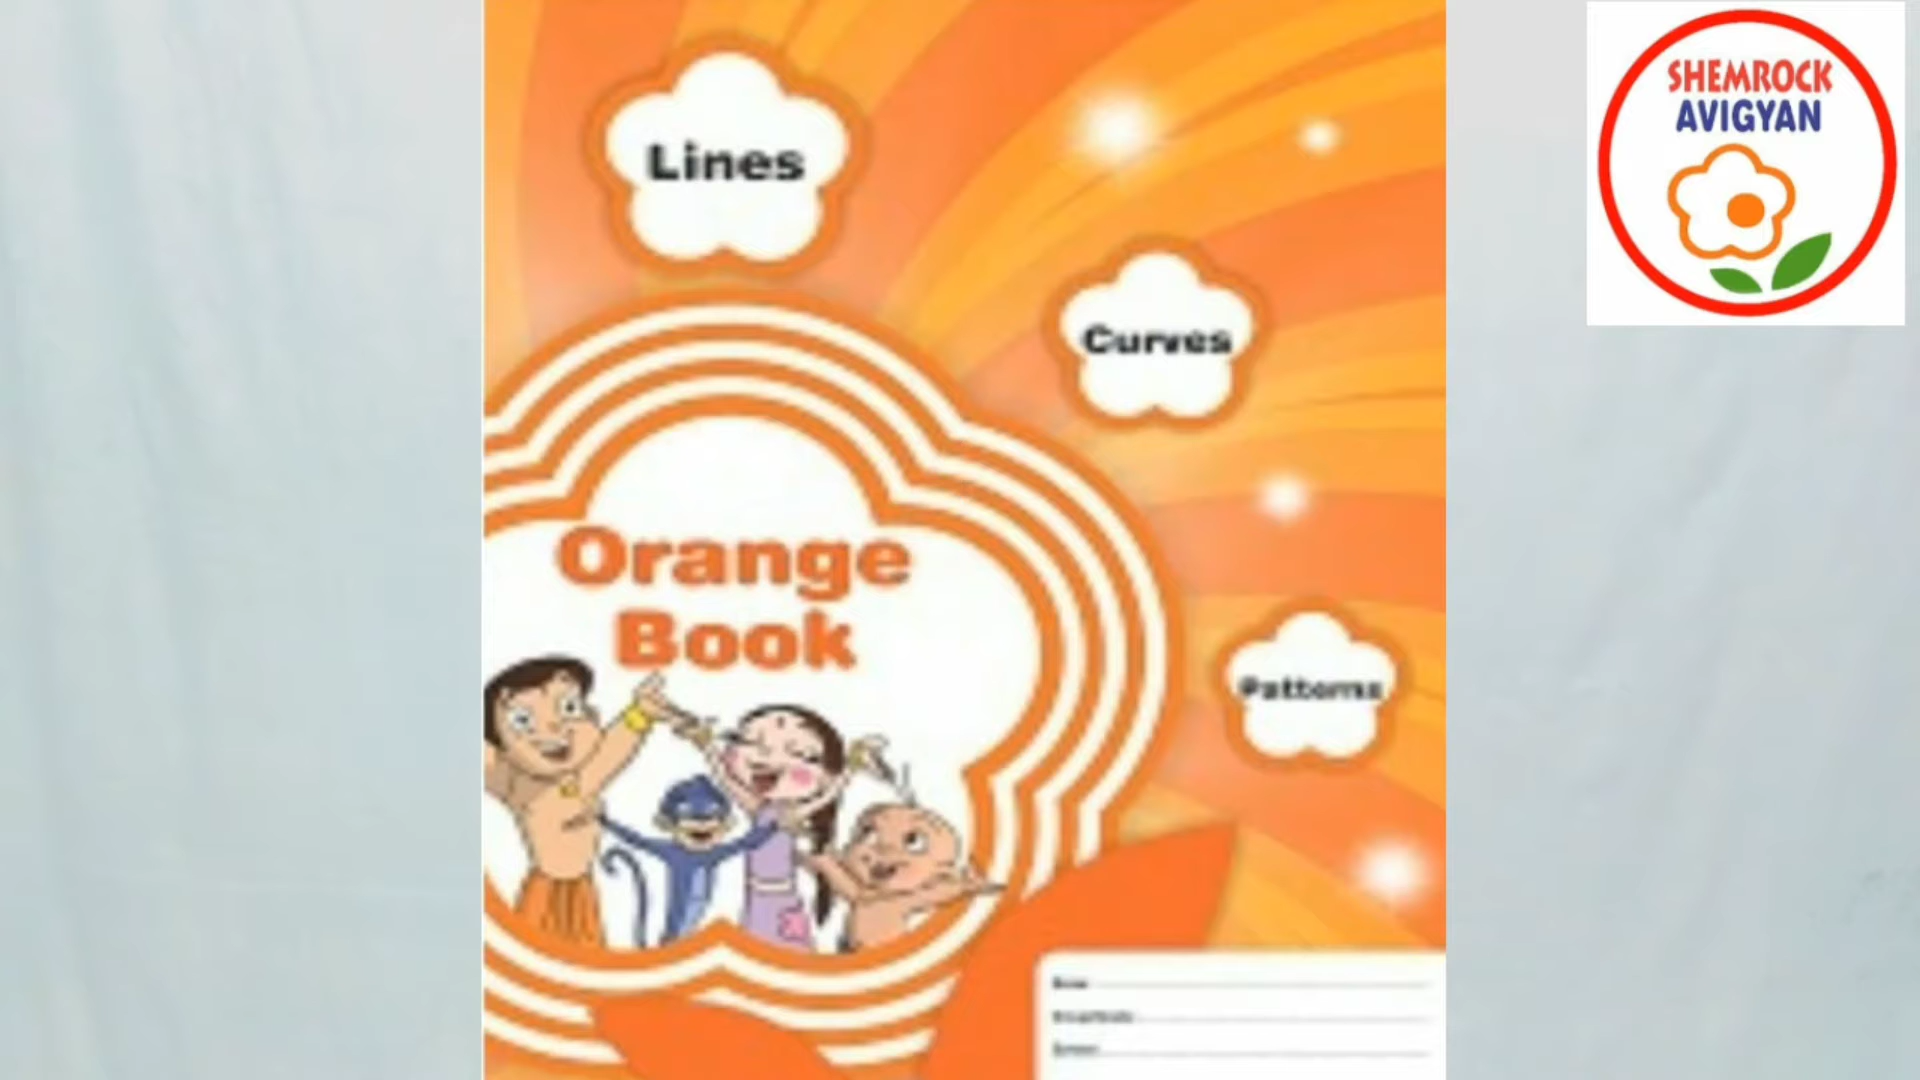 Lines
Curves
Orange
Book
Patterns
SHEMROCK
AVIGYAN